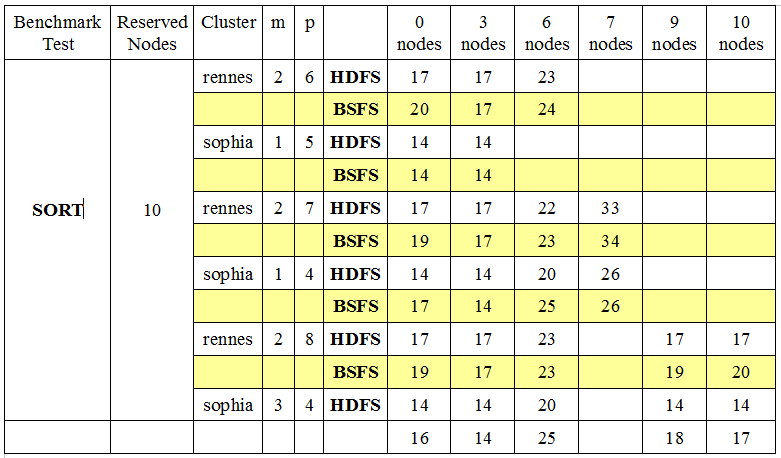 Benchmark Test Reserved Nodes Cluster m p 0 nodes 3 nodes 6 nodes 7 nodes 9 nodes 10 nodes
rennes 2 6 HDFS 17 17 23
BSFS 20 17 24
sophia 1 5 HDFS 14 14
BSFS 14 14
SORT 10 rennes 2 7 HDFS 17 17 22 33
BSFS 19 17 23 34
sophia 1 4 HDFS 14 14 20 26
BSFS 17 14 25 26
rennes 2 8 HDFS 17 17 23 17 17
BSFS 19 17 23 19 20
sophia 3 4 HDFS 14 14 20 14 14
16 14 25 18 17